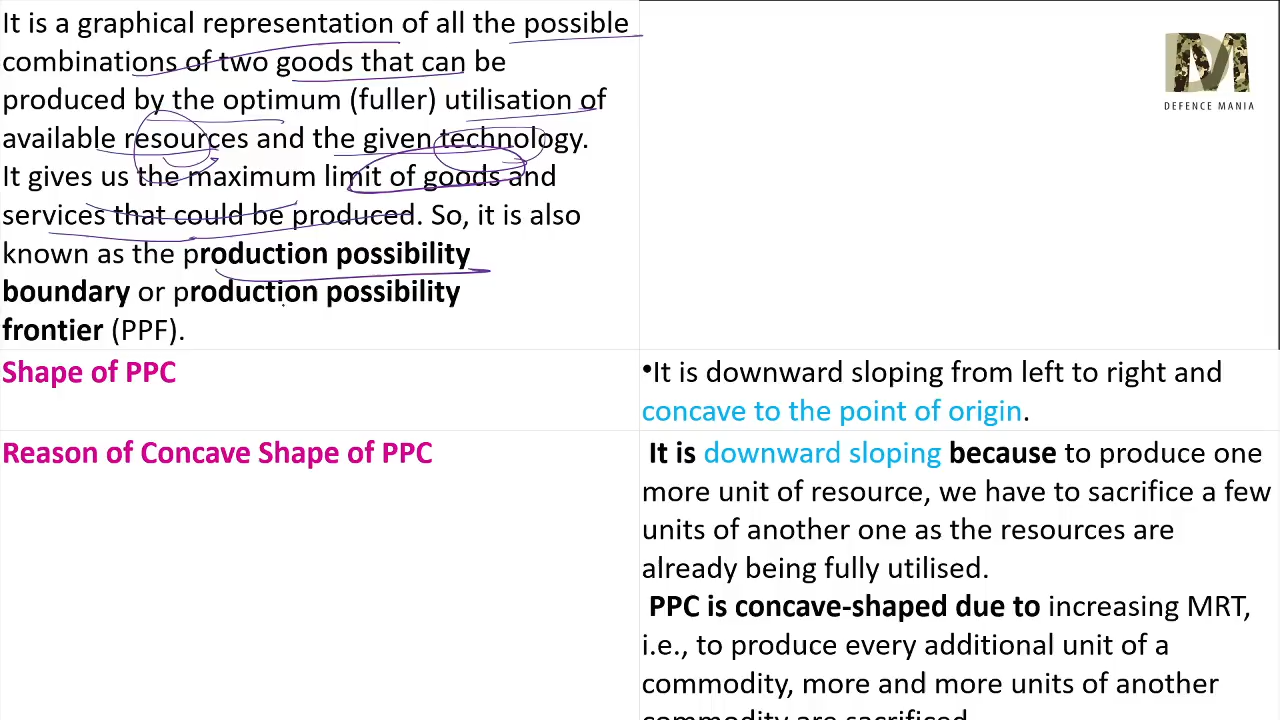 It is a graphical representation of all the possible
combinations of two goods that can be
produced by the optimum (fuller) utilisation of
available resources and the given technology.
It gives us the maximum limit of goods and
services that could be produced. So, it is also
known as the production possibility
boundary or production possibility
frontier (PPF).
DM
DEFENCE MANIA
Shape of PPC
•It is downward sloping from left to right and
concave to the point of origin.
Reason of Concave Shape of PPC
It is downward sloping because to produce one
more unit of resource, we have to sacrifice a few
units of another one as the resources are
already being fully utilised.
PPC is concave-shaped due to increasing MRT,
i.e., to produce every additional unit of a
commodity, more and more units of another
commodity are sacrificed